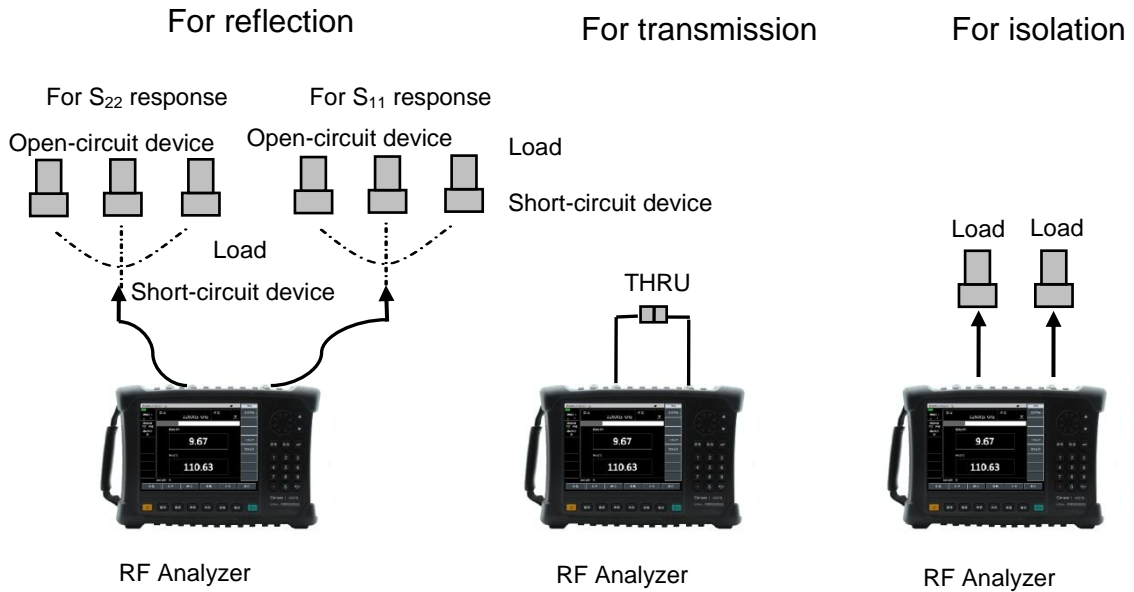 For reflection
For transmission
For isolation
For S₂₂ response
For S₁₁ response
Open-circuit device
Open-circuit device
Load
Short-circuit device
Load
Short-circuit device
THRU
Load
Load
9.67
110.63
9.67
110.63
9.67
110.63
RF Analyzer
RF Analyzer
RF Analyzer